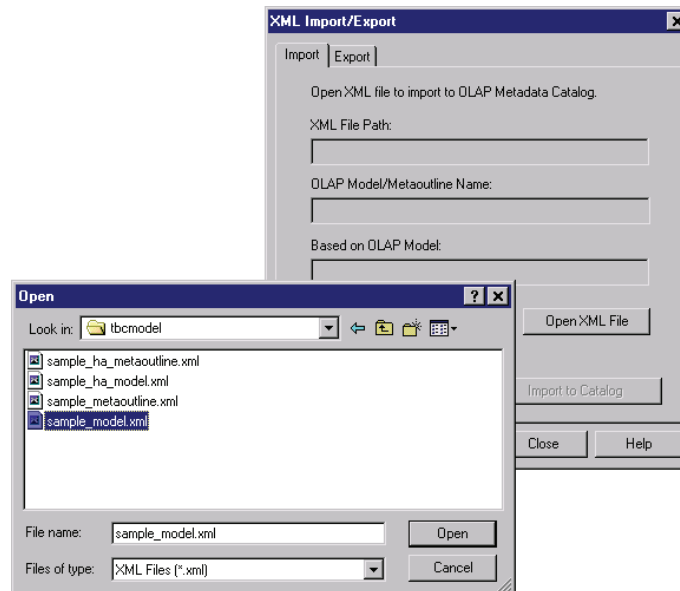 XML Import/Export
Import
Export
Open XML file to import to OLAP Metadata Catalog.
XML File Path:
OLAP Model/Metaoutline Name:
Based on OLAP Model:
Open XML File
Import to Catalog
Close
Help
Open
Look in:
tbcmodel
sample_ha_metaoutline.xml
sample_ha_model.xml
sample_metaoutline.xml
sample_model.xml
File name:
sample_model.xml
Open
Files of type:
XML Files (*.xml)
Cancel